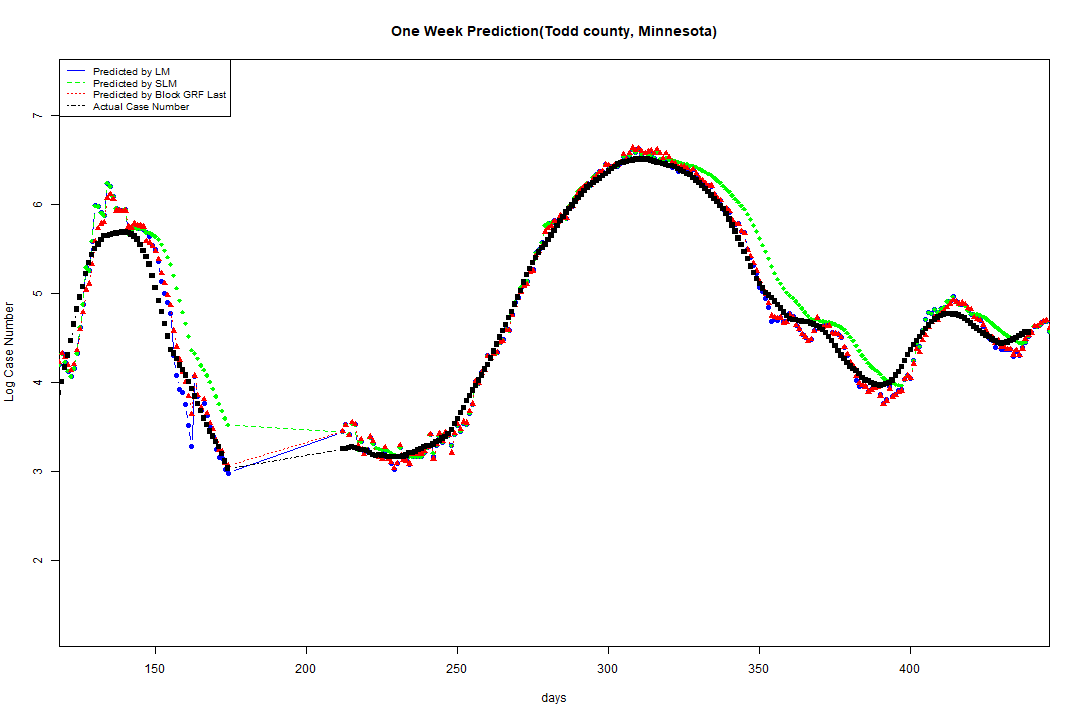 One Week Prediction(Todd county, Minnesota)
Predicted by LM
Predicted by SLM
Predicted by Block GRF Last
Actual Case Number
7
6
5
4
3
2
Log Case Number
150 200 250 300 350 400
days